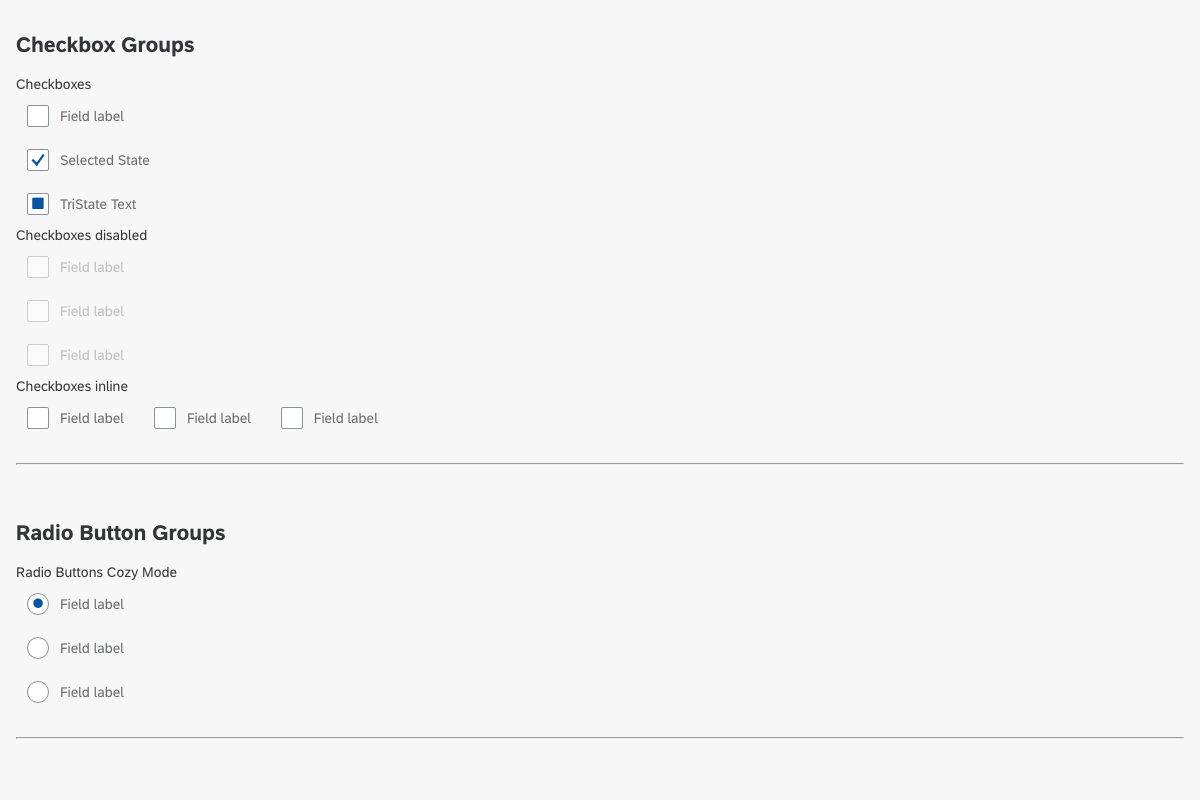 Checkbox Groups
Checkboxes
Field label
Selected State
TriState Text
Checkboxes disabled
Field label
Field label
Field label
Checkboxes inline
Field label Field label Field label
Radio Button Groups
Radio Buttons Cozy Mode
Field label
Field label
Field label